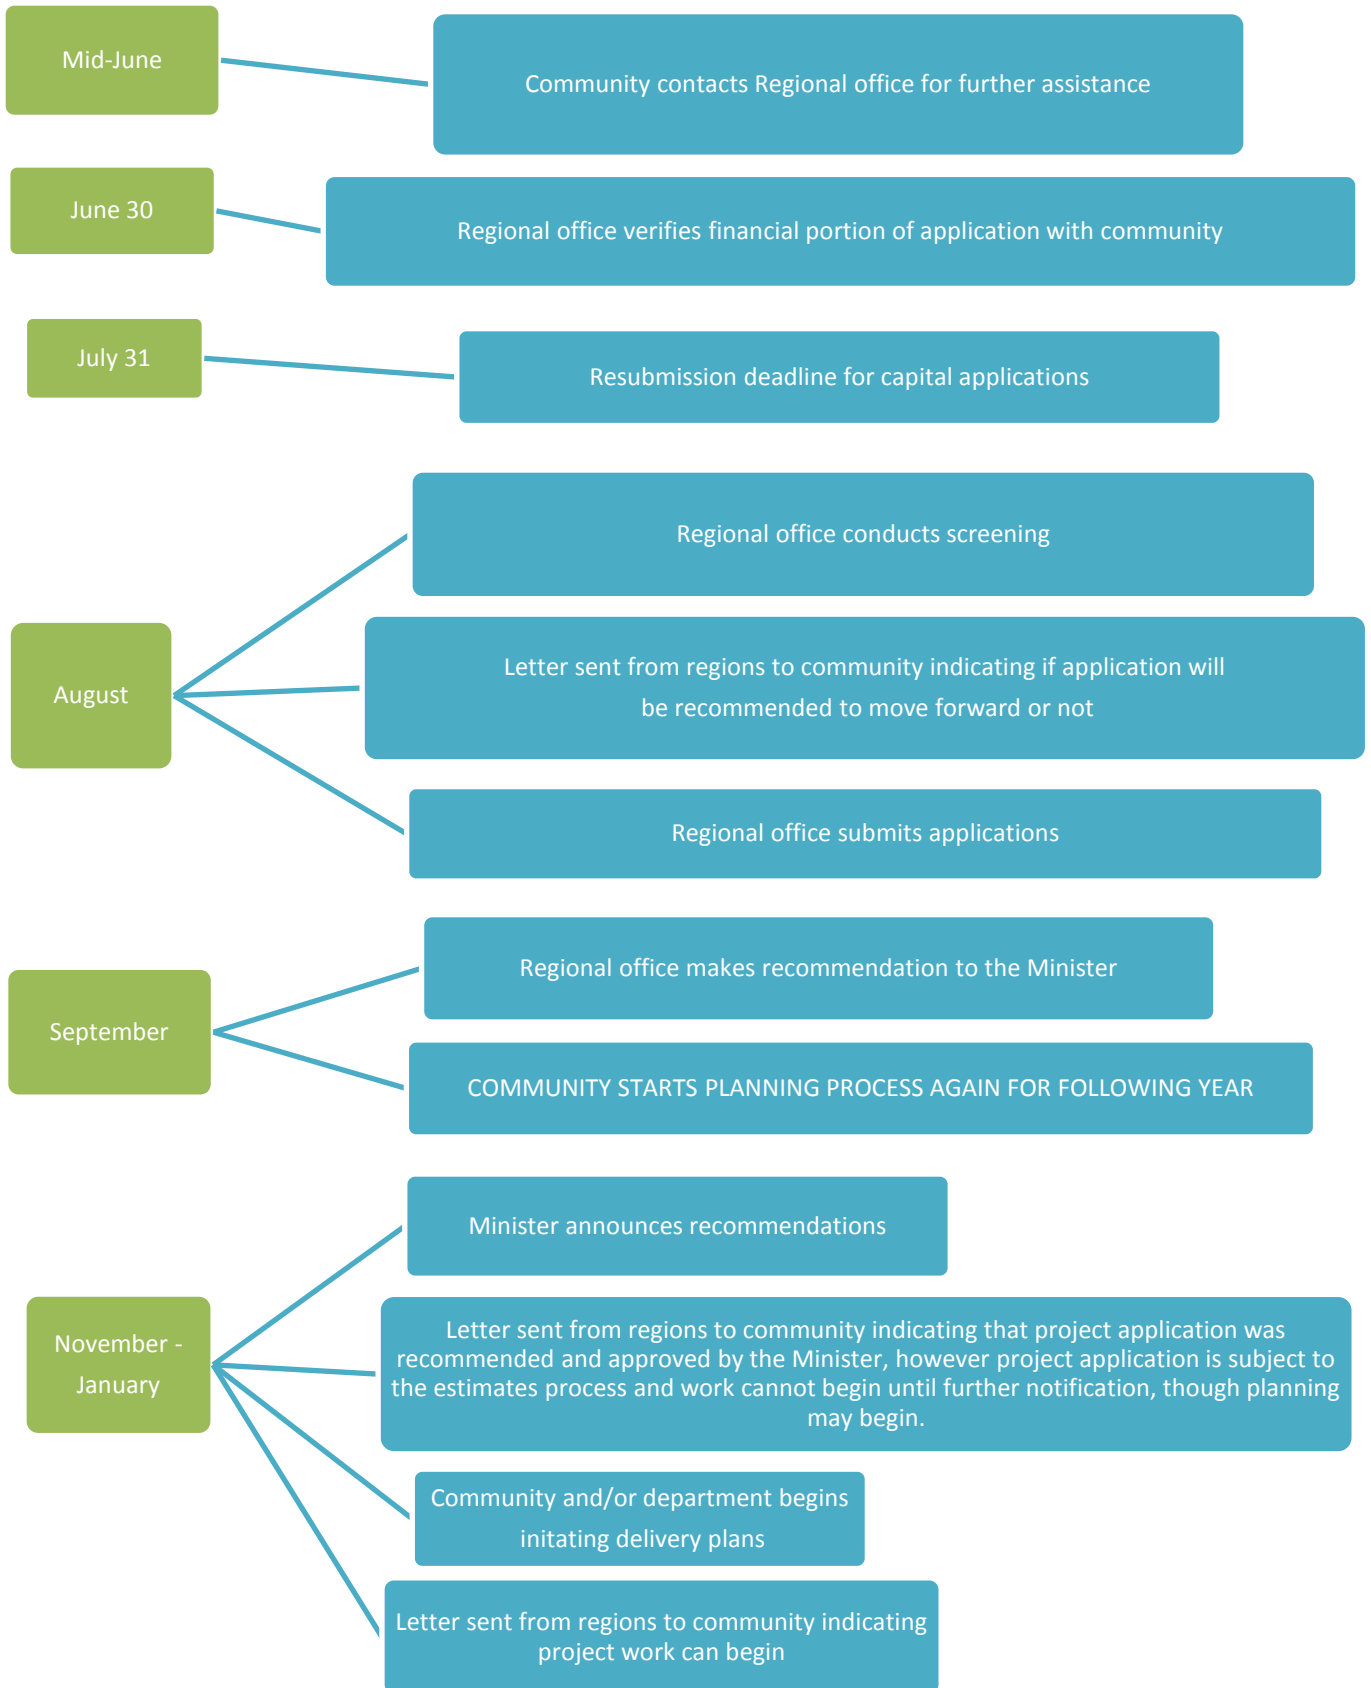 Mid-June
Community contacts Regional office for further assistance
June 30
Regional office verifies financial portion of application with community
July 31
Resubmission deadline for capital applications
August
Regional office conducts screening
Letter sent from regions to community indicating if application will
be recommended to move forward or not
Regional office submits applications
September
Regional office makes recommendation to the Minister
COMMUNITY STARTS PLANNING PROCESS AGAIN FOR FOLLOWING YEAR
November -
January
Minister announces recommendations
Letter sent from regions to community indicating that project application was
recommended and approved by the Minister, however project application is subject to
the estimates process and work cannot begin until further notification, though planning
may begin.
Community and/or department begins
initating delivery plans
Letter sent from regions to community indicating
project work can begin